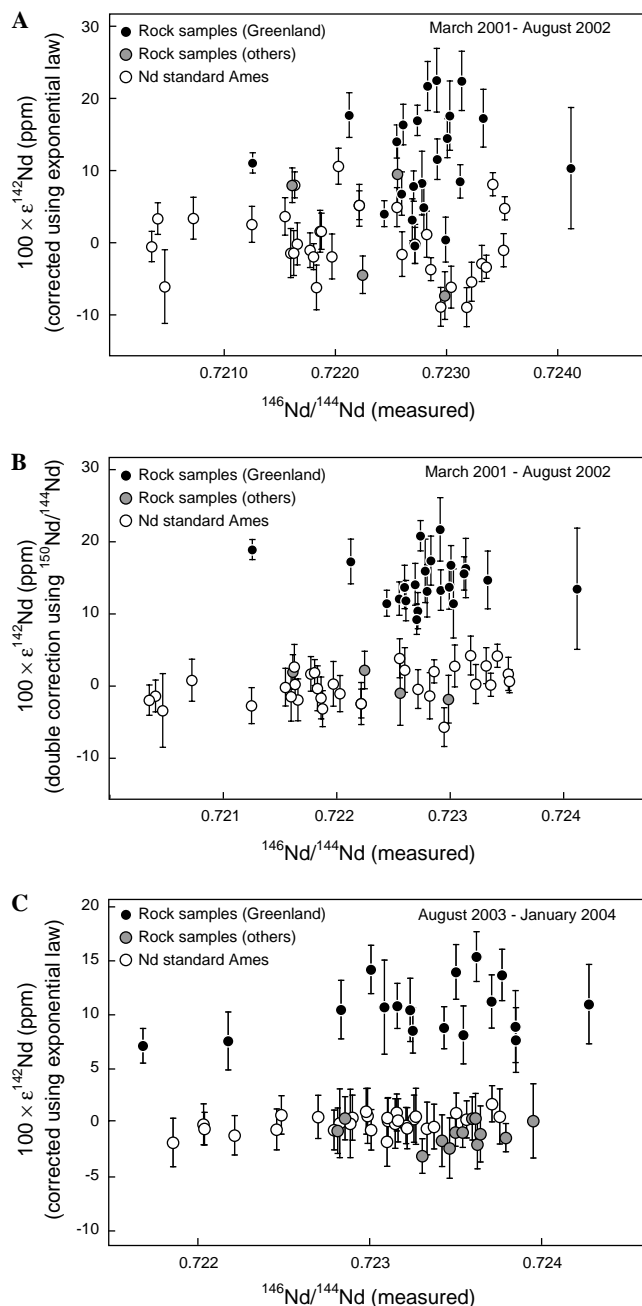 A
March 2001- August 2002
Rock samples (Greenland)
Rock samples (others)
Nd standard Ames
30
20
10
0
-10
100 × ε¹⁴²Nd (ppm)
(corrected using exponential law)
0.7210
0.7220
0.7230
0.7240
¹⁴⁶Nd/¹⁴⁴Nd (measured)
B
March 2001 - August 2002
Rock samples (Greenland)
Rock samples (others)
Nd standard Ames
30
20
10
0
-10
100 × ε¹⁴²Nd (ppm)
(double correction using ¹⁵⁰Nd/¹⁴⁴Nd)
0.721
0.722
0.723
0.724
¹⁴⁶Nd/¹⁴⁴Nd (measured)
C
August 2003 - January 2004
Rock samples (Greenland)
Rock samples (others)
Nd standard Ames
20
15
10
5
0
-5
-10
100 × ε¹⁴²Nd (ppm)
(corrected using exponential law)
0.722
0.723
0.724
¹⁴⁶Nd/¹⁴⁴Nd (measured)